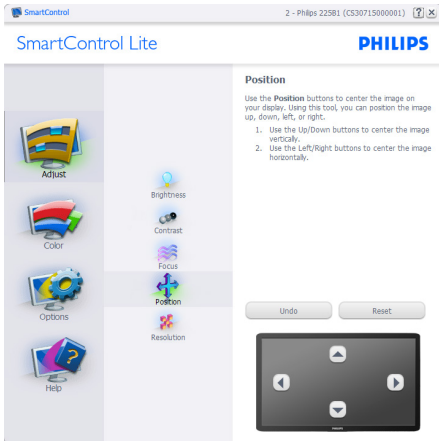 SmartControl
2 - Philips 225B1 (CS30715000001)
SmartControl Lite
PHILIPS
Position
Use the Position buttons to center the image on
your display. Using this tool, you can position the image
up, down, left, or right.
1. Use the Up/Down buttons to center the image
vertically.
2. Use the Left/Right buttons to center the image
horizontally.
Adjust
Color
Options
Help
Brightness
Contrast
Focus
Position
Resolution
Undo
Reset
PHILIPS